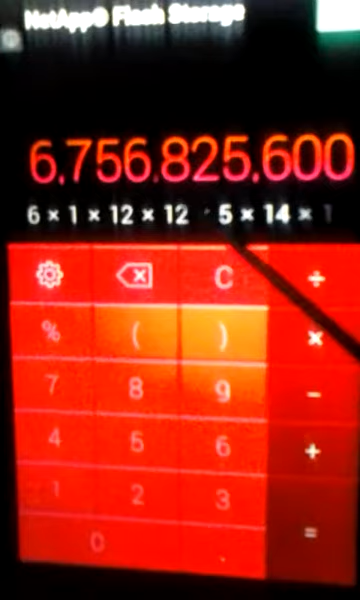 NetApp® Flash Storage
6,756,825,600
6 × 1 × 12 × 12 · 5 × 14 × 1
C ÷
% ( ) ×
7 8 9 −
4 5 6 +
1 2 3
0 . =